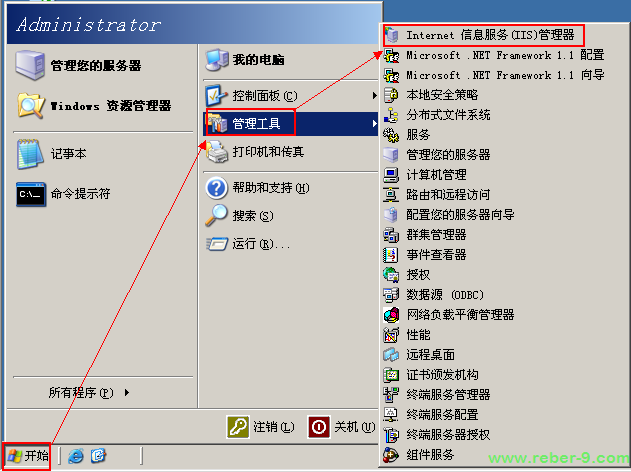 Administrator
管理您的服务器
Windows 资源管理器
记事本
命令提示符
所有程序(P)
我的电脑
控制面板(C)
管理工具
打印机和传真
帮助和支持(H)
搜索(S)
运行(R)...
注销(L)
关机(U)
开始
Internet 信息服务(IIS)管理器
Microsoft .NET Framework 1.1 配置
Microsoft .NET Framework 1.1 向导
本地安全策略
分布式文件系统
服务
管理您的服务器
计算机管理
路由和远程访问
配置您的服务器向导
群集管理器
事件查看器
授权
数据源 (ODBC)
网络负载平衡管理器
性能
远程桌面
证书颁发机构
终端服务管理器
终端服务配置
终端服务器授权
组件服务
www.reber-9.com